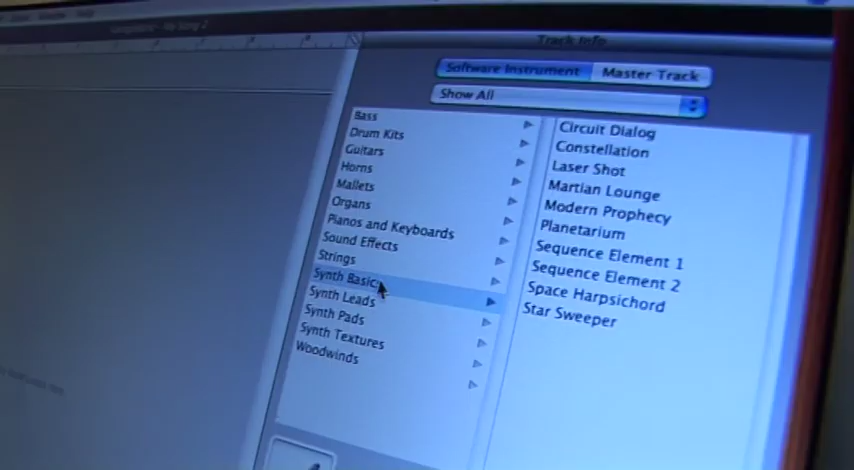 Track Info
Software Instrument
Master Track
Show All
Bass
Drum Kits
Guitars
Horns
Mallets
Organs
Pianos and Keyboards
Sound Effects
Strings
Synth Basics
Synth Leads
Synth Pads
Synth Textures
Woodwinds
Circuit Dialog
Constellation
Laser Shot
Martian Lounge
Modern Prophecy
Planetarium
Sequence Element 1
Sequence Element 2
Space Harpsichord
Star Sweeper